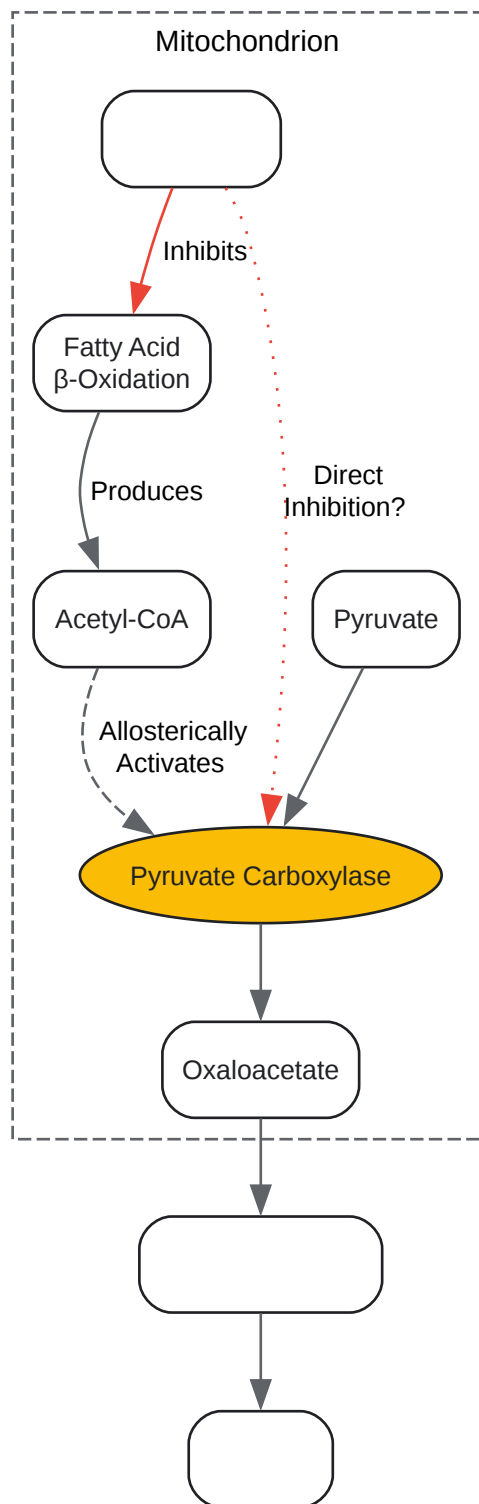 Mitochondrion
Inhibits
Fatty Acid
β-Oxidation
Produces
Direct
Inhibition?
Acetyl-CoA
Pyruvate
Allosterically
Activates
Pyruvate Carboxylase
Oxaloacetate